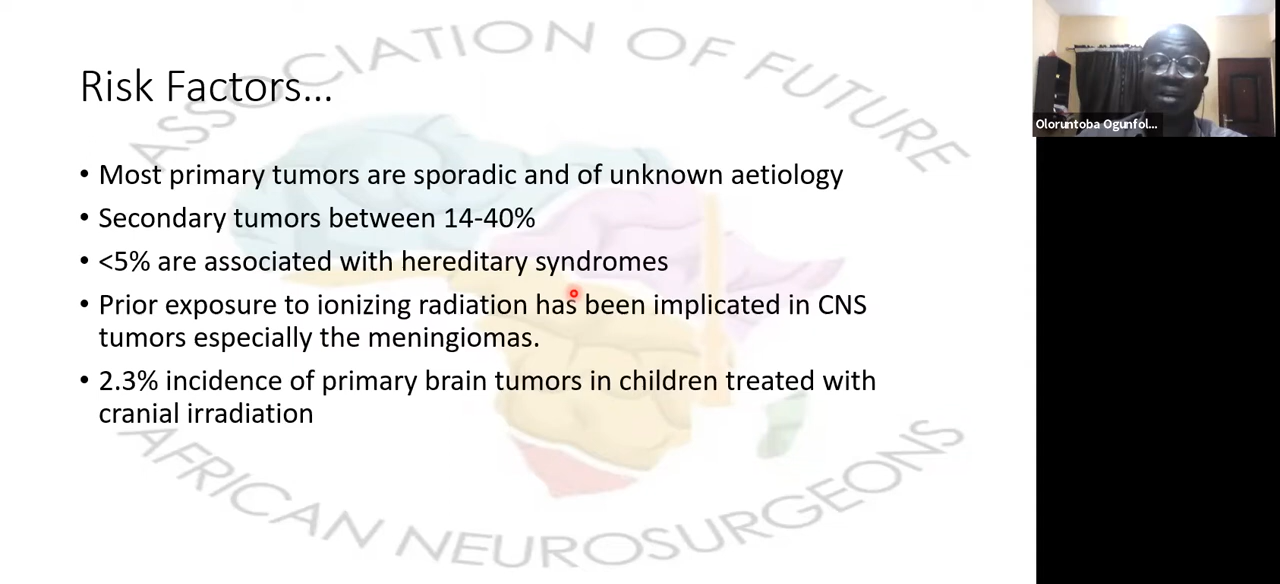 ASSOCIATION OF FUTURE
Risk Factors...
• Most primary tumors are sporadic and of unknown aetiology
• Secondary tumors between 14-40%
• <5% are associated with hereditary syndromes
• Prior exposure to ionizing radiation has been implicated in CNS
tumors especially the meningiomas.
• 2.3% incidence of primary brain tumors in children treated with
cranial irradiation
AFRICAN NEUROSURGEONS
Oloruntoba Ogunfol...